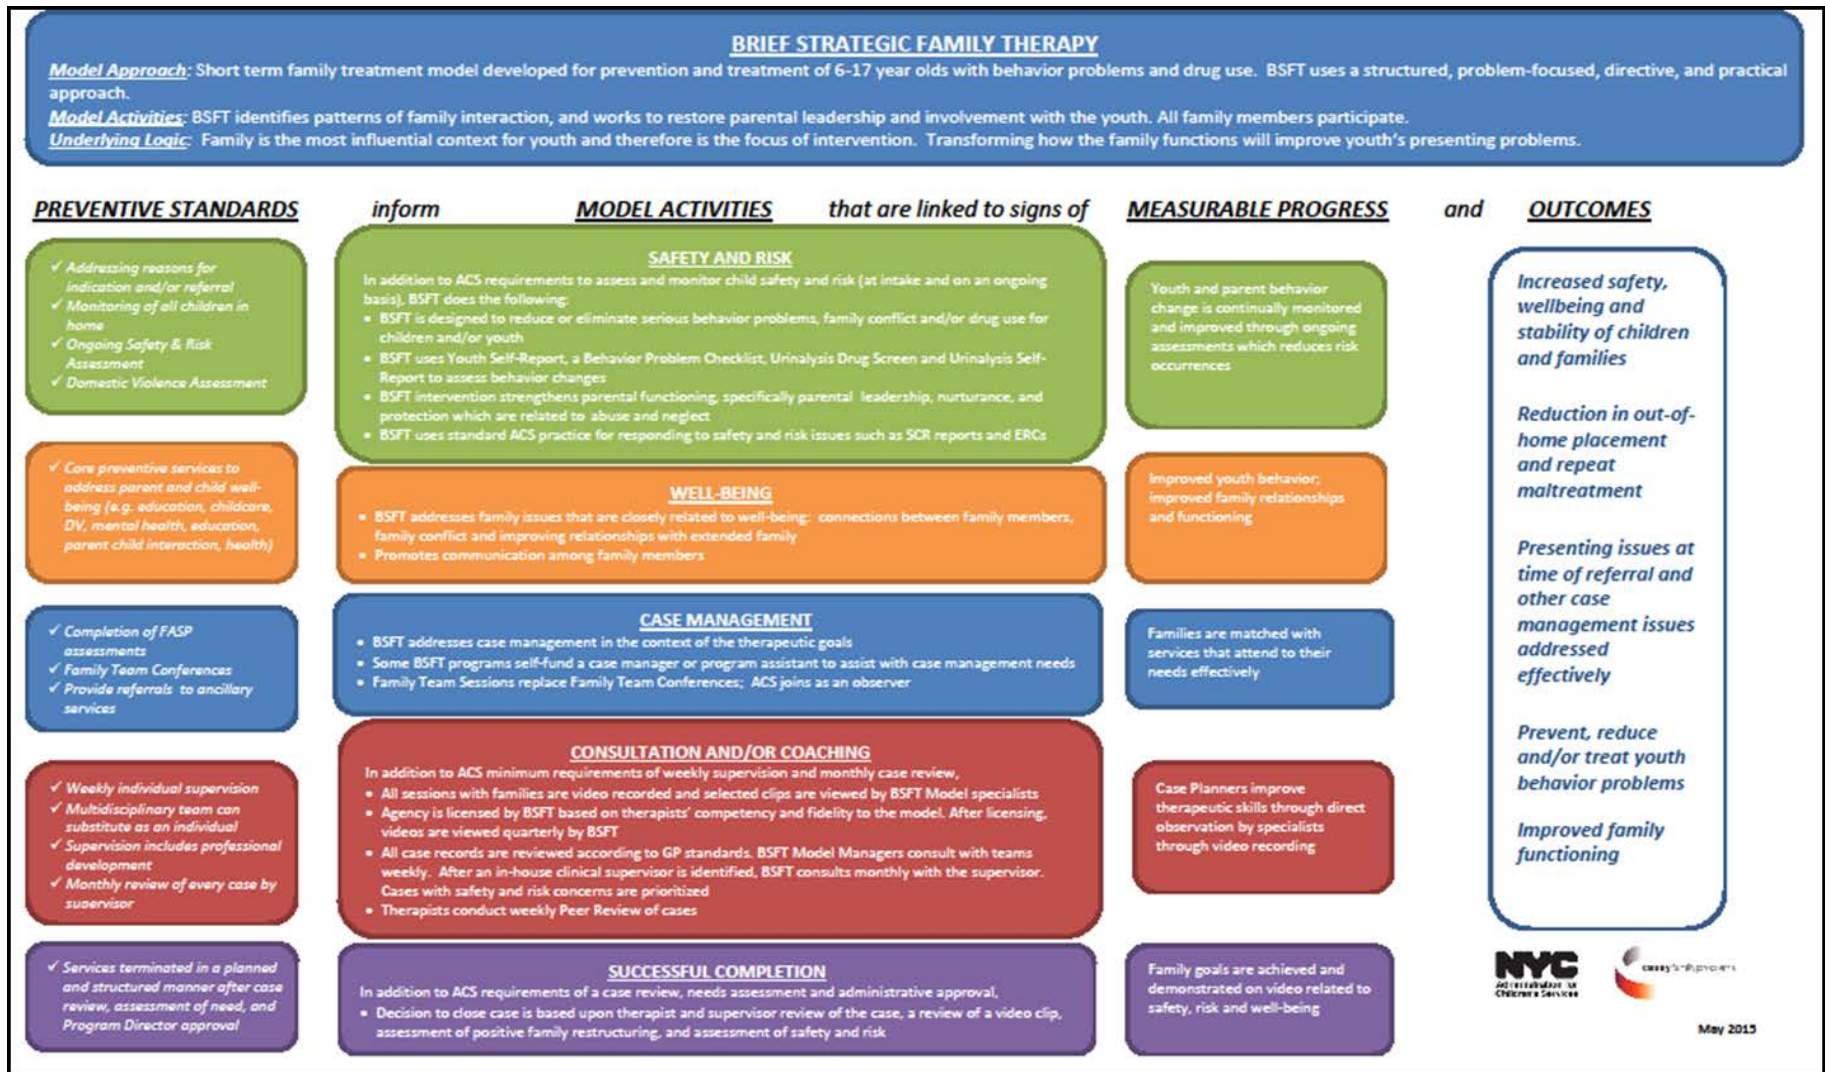 BRIEF STRATEGIC FAMILY THERAPY
Model Approach: Short term family treatment model developed for prevention and treatment of 6-17 year olds with behavior problems and drug use. BSFT uses a structured, problem-focused, directive, and practical
approach.
Model Activities: BSFT identifies patterns of family interaction, and works to restore parental leadership and involvement with the youth. All family members participate.
Underlying Logic: Family is the most influential context for youth and therefore is the focus of intervention. Transforming how the family functions will improve youth's presenting problems.
PREVENTIVE STANDARDS inform MODEL ACTIVITIES that are linked to signs of MEASURABLE PROGRESS and OUTCOMES
✓ Addressing reasons for
indication and/or referral
✓ Monitoring of all children in
home
✓ Ongoing Safety & Risk
Assessment
✓ Domestic Violence Assessment
SAFETY AND RISK
In addition to ACS requirements to assess and monitor child safety and risk (at intake and on an ongoing
basis), BSFT does the following:
• BSFT is designed to reduce or eliminate serious behavior problems, family conflict and/or drug use for
children and/or youth
• BSFT uses Youth Self-Report, a Behavior Problem Checklist, Urinalysis Drug Screen and Urinalysis Self-
Report to assess behavior changes
• BSFT intervention strengthens parental functioning, specifically parental leadership, nurturance, and
protection which are related to abuse and neglect
• BSFT uses standard ACS practice for responding to safety and risk issues such as SCR reports and ERCs
Youth and parent behavior
change is continually monitored
and improved through ongoing
assessments which reduces risk
occurrences
✓ Core preventive services to
address parent and child well-
being (e.g. education, childcare,
DV, mental health, education,
parent child interaction, health)
WELL-BEING
• BSFT addresses family issues that are closely related to well-being: connections between family members,
family conflict and improving relationships with extended family
• Promotes communication among family members
Improved youth behavior;
improved family relationships
and functioning
✓ Completion of FASP
assessments
✓ Family Team Conferences
✓ Provide referrals to ancillary
services
CASE MANAGEMENT
• BSFT addresses case management in the context of the therapeutic goals
• Some BSFT programs self-fund a case manager or program assistant to assist with case management needs
• Family Team Sessions replace Family Team Conferences; ACS joins as an observer
Families are matched with
services that attend to their
needs effectively
✓ Weekly individual supervision
✓ Multidisciplinary team can
substitute as an individual
✓ Supervision includes professional
development
✓ Monthly review of every case by
supervisor
CONSULTATION AND/OR COACHING
In addition to ACS minimum requirements of weekly supervision and monthly case review,
• All sessions with families are video recorded and selected clips are viewed by BSFT Model specialists
• Agency is licensed by BSFT based on therapists' competency and fidelity to the model. After licensing,
videos are viewed quarterly by BSFT
• All case records are reviewed according to GP standards. BSFT Model Managers consult with teams
weekly. After an in-house clinical supervisor is identified, BSFT consults monthly with the supervisor.
Cases with safety and risk concerns are prioritized
• Therapists conduct weekly Peer Review of cases
Case Planners improve
therapeutic skills through direct
observation by specialists
through video recording
✓ Services terminated in a planned
and structured manner after case
review, assessment of need, and
Program Director approval
SUCCESSFUL COMPLETION
In addition to ACS requirements of a case review, needs assessment and administrative approval,
• Decision to close case is based upon therapist and supervisor review of the case, a review of a video clip,
assessment of positive family restructuring, and assessment of safety and risk
Family goals are achieved and
demonstrated on video related to
safety, risk and well-being
Increased safety,
wellbeing and
stability of children
and families
Reduction in out-of-
home placement
and repeat
maltreatment
Presenting issues at
time of referral and
other case
management issues
addressed
effectively
Prevent, reduce
and/or treat youth
behavior problems
Improved family
functioning
NYC
Administration for
Children's Services
casey family programs
May 2015